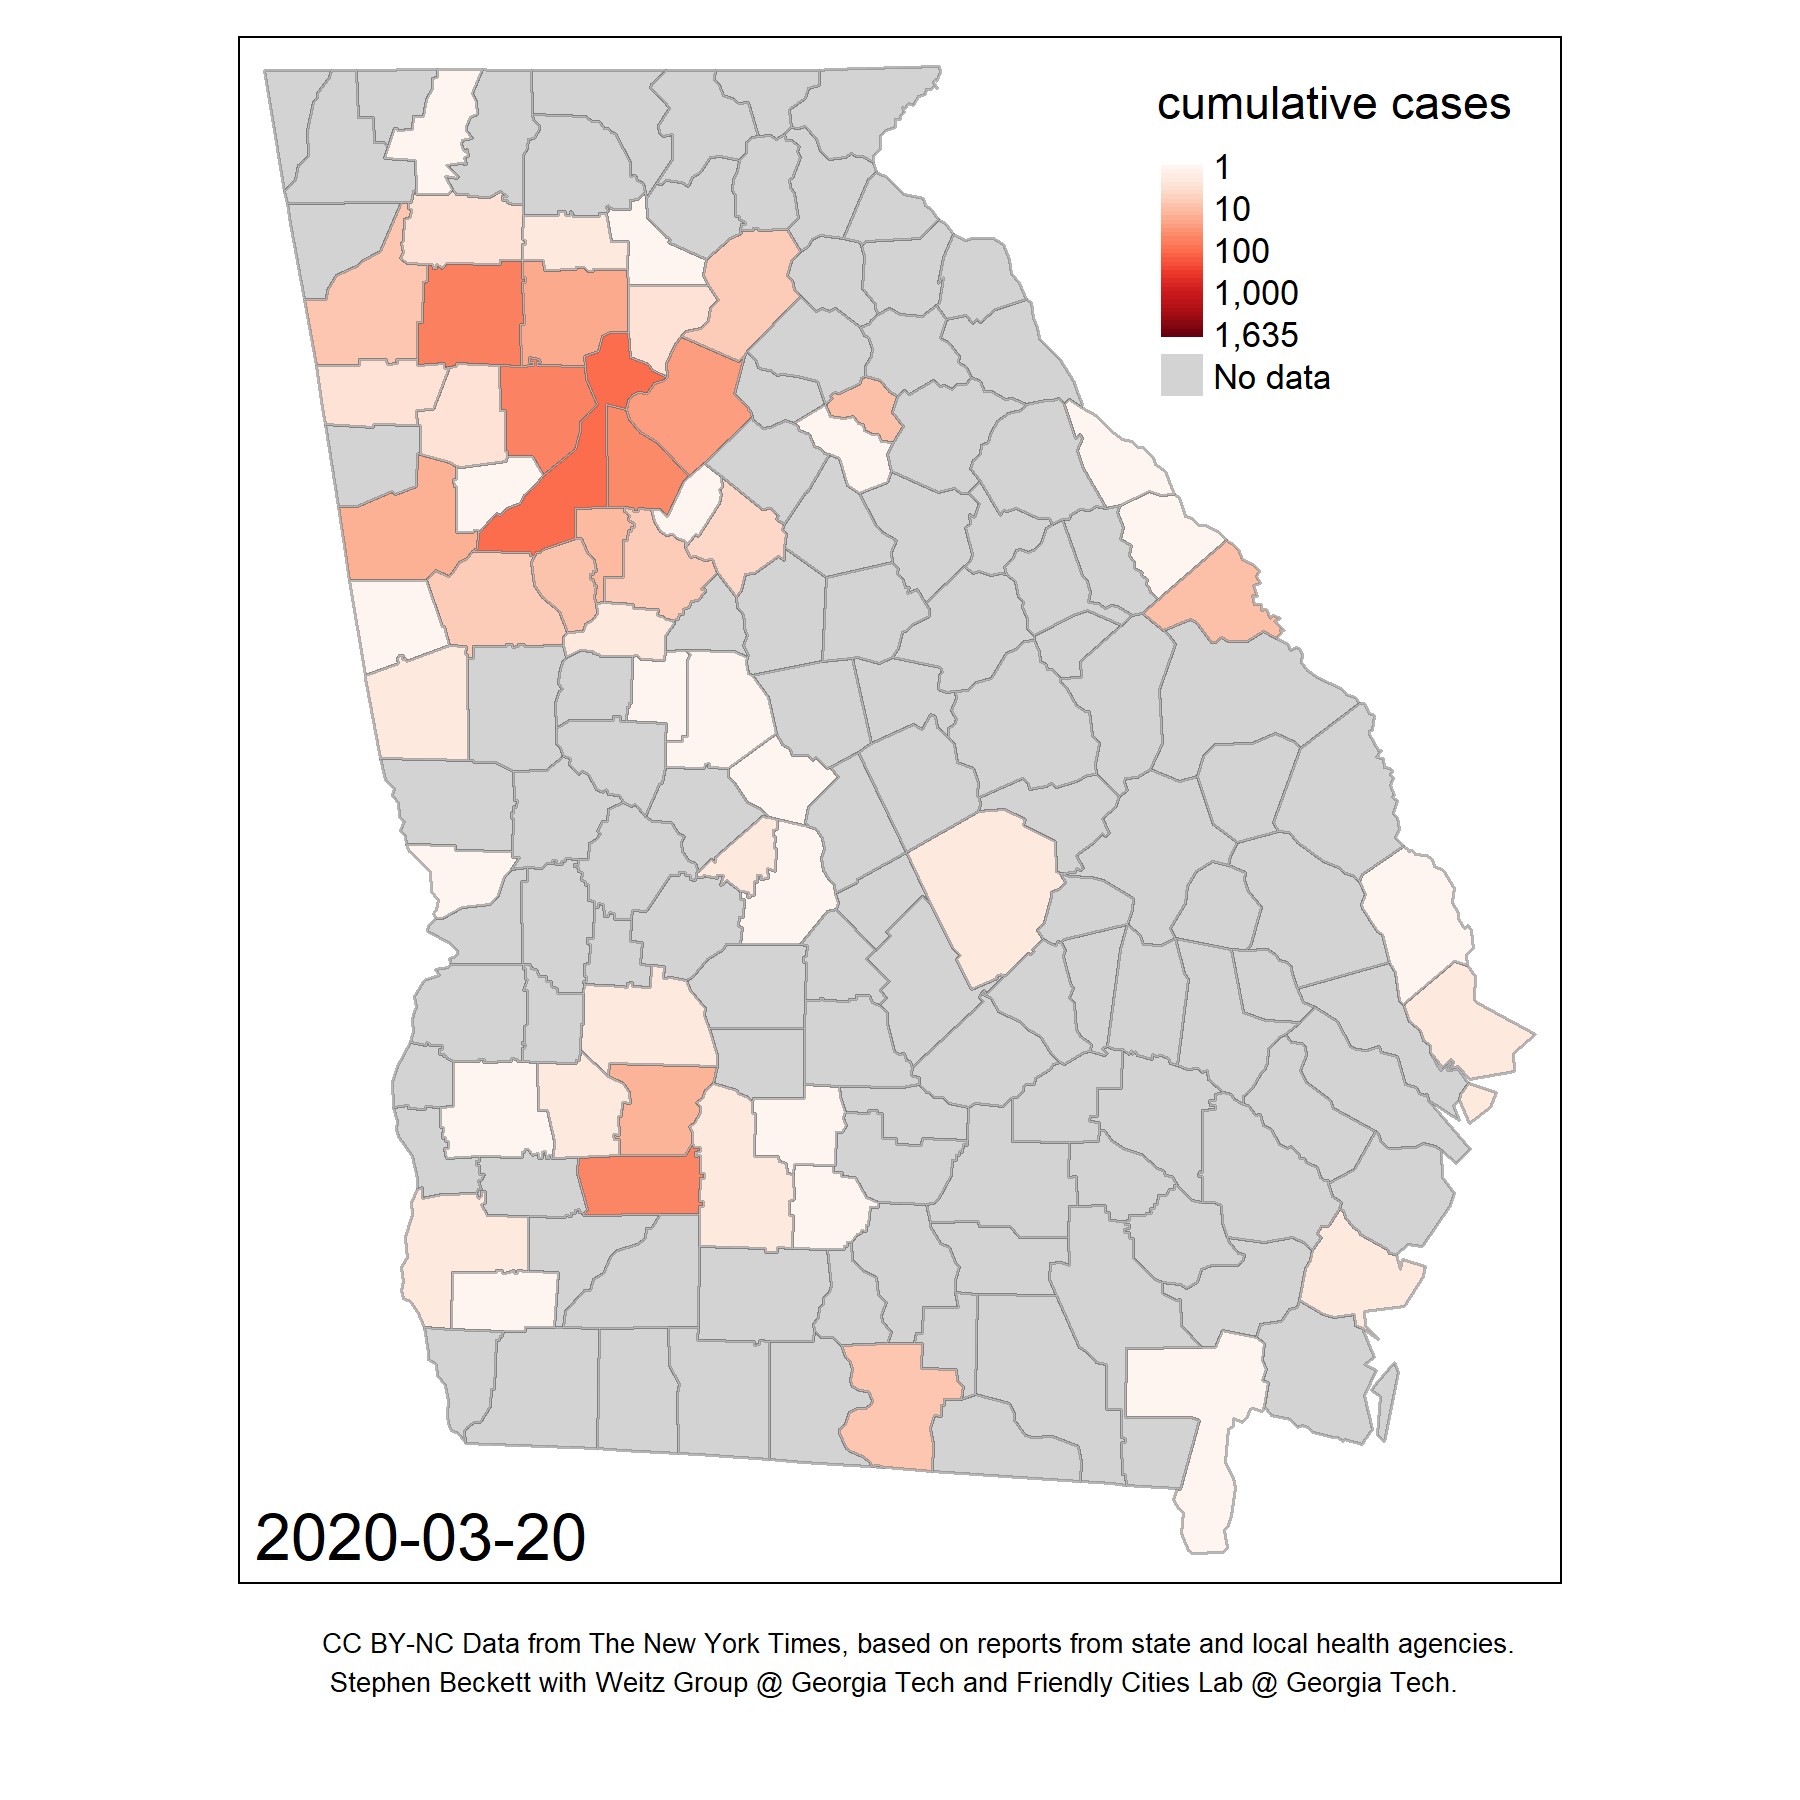 cumulative cases
1
10
100
1,000
1,635
No data
2020-03-20
CC BY-NC Data from The New York Times, based on reports from state and local health agencies.
Stephen Beckett with Weitz Group @ Georgia Tech and Friendly Cities Lab @ Georgia Tech.